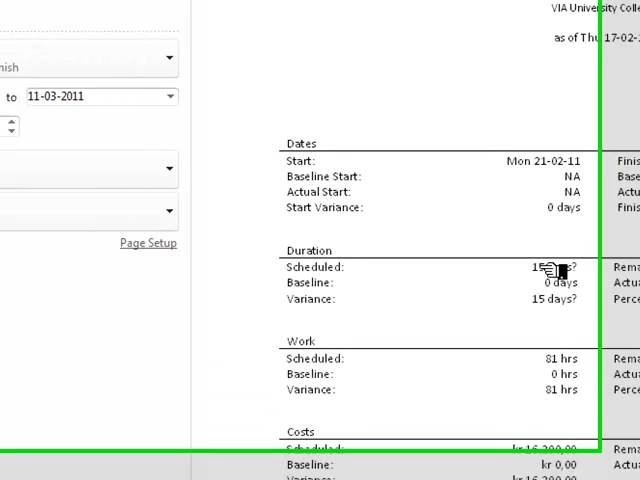 VIA University Coll
as of Thu 17-02-1
nish
to 11-03-2011
Page Setup
Dates
Start: Mon 21-02-11 Finis
Baseline Start: NA Base
Actual Start: NA Actua
Start Variance: 0 days Finis
Duration
Scheduled: Rema
Baseline: 0 days Actua
Variance: 15 days? Perce
Work
Scheduled: 81 hrs Rema
Baseline: 0 hrs Actua
Variance: 81 hrs Perce
Costs
Scheduled: kr 16.200,00 Rema
Baseline: kr 0,00 Actua
Variance: kr 16.200,00